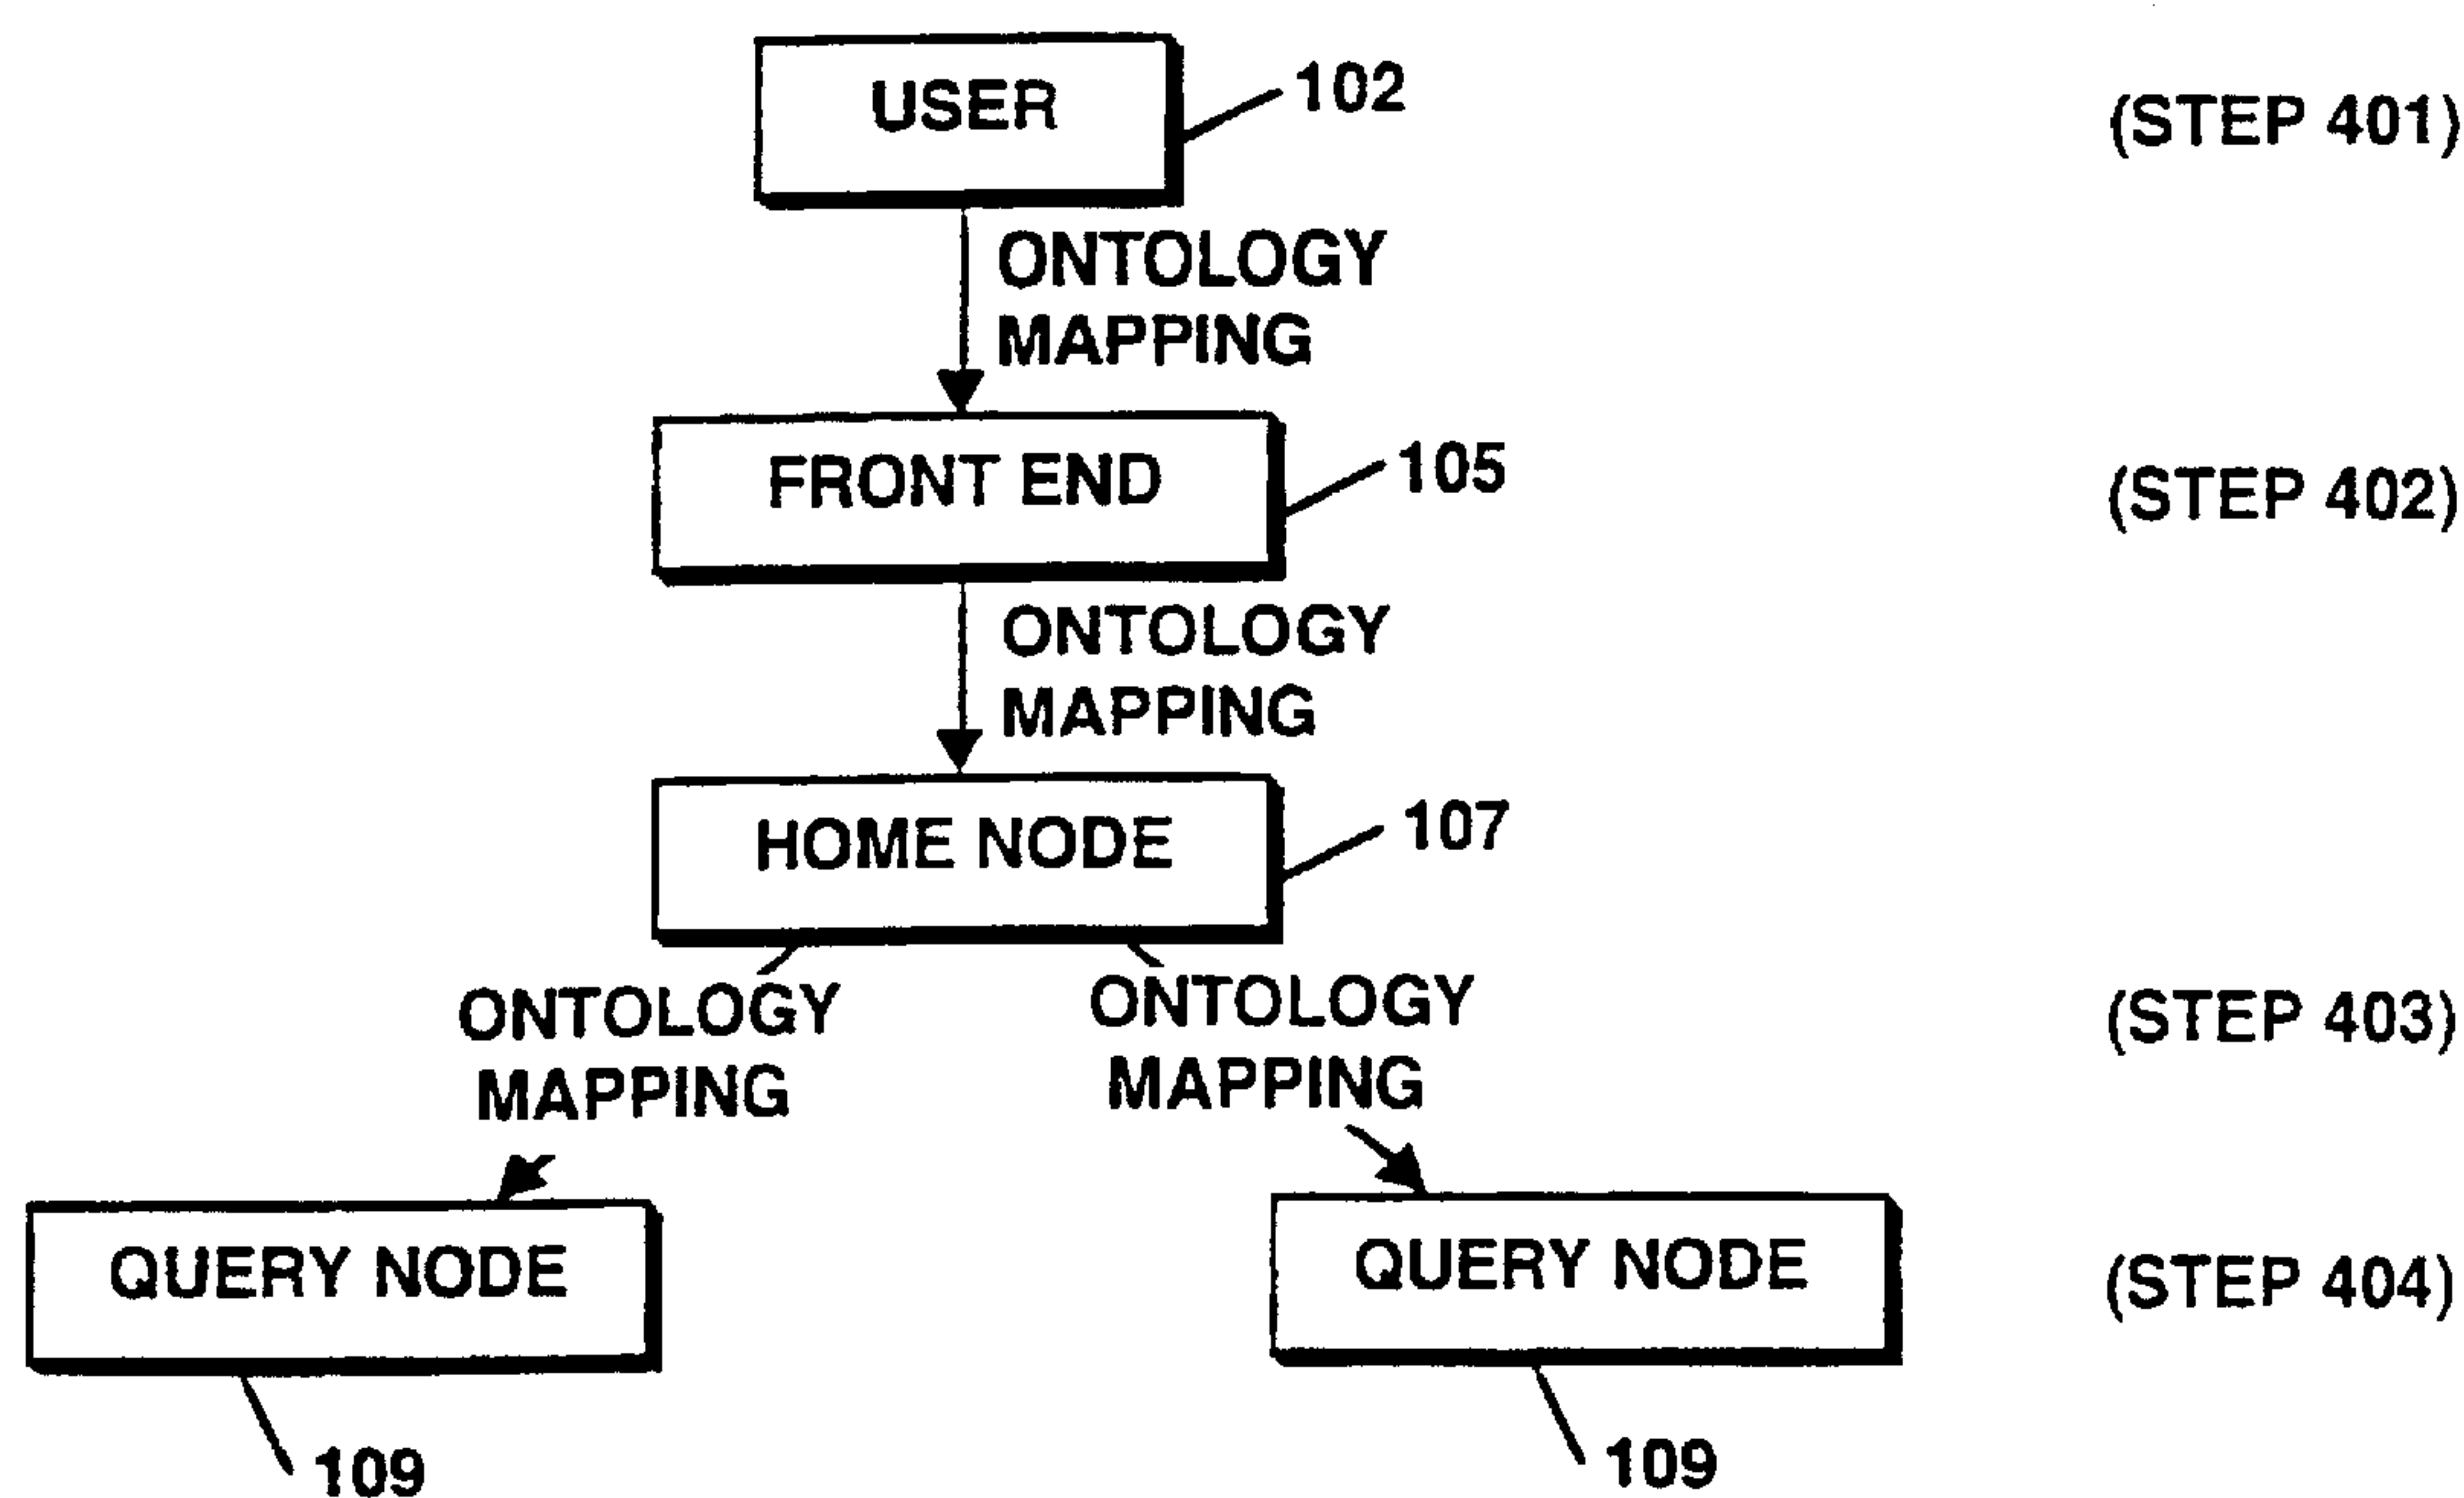 USER
102
(STEP 401)
ONTOLOGY
MAPPING
FRONT END
105
(STEP 402)
ONTOLOGY
MAPPING
HOME NODE
107
ONTOLOGY
MAPPING
ONTOLOGY
MAPPING
(STEP 403)
QUERY NODE
QUERY NODE
(STEP 404)
109
109